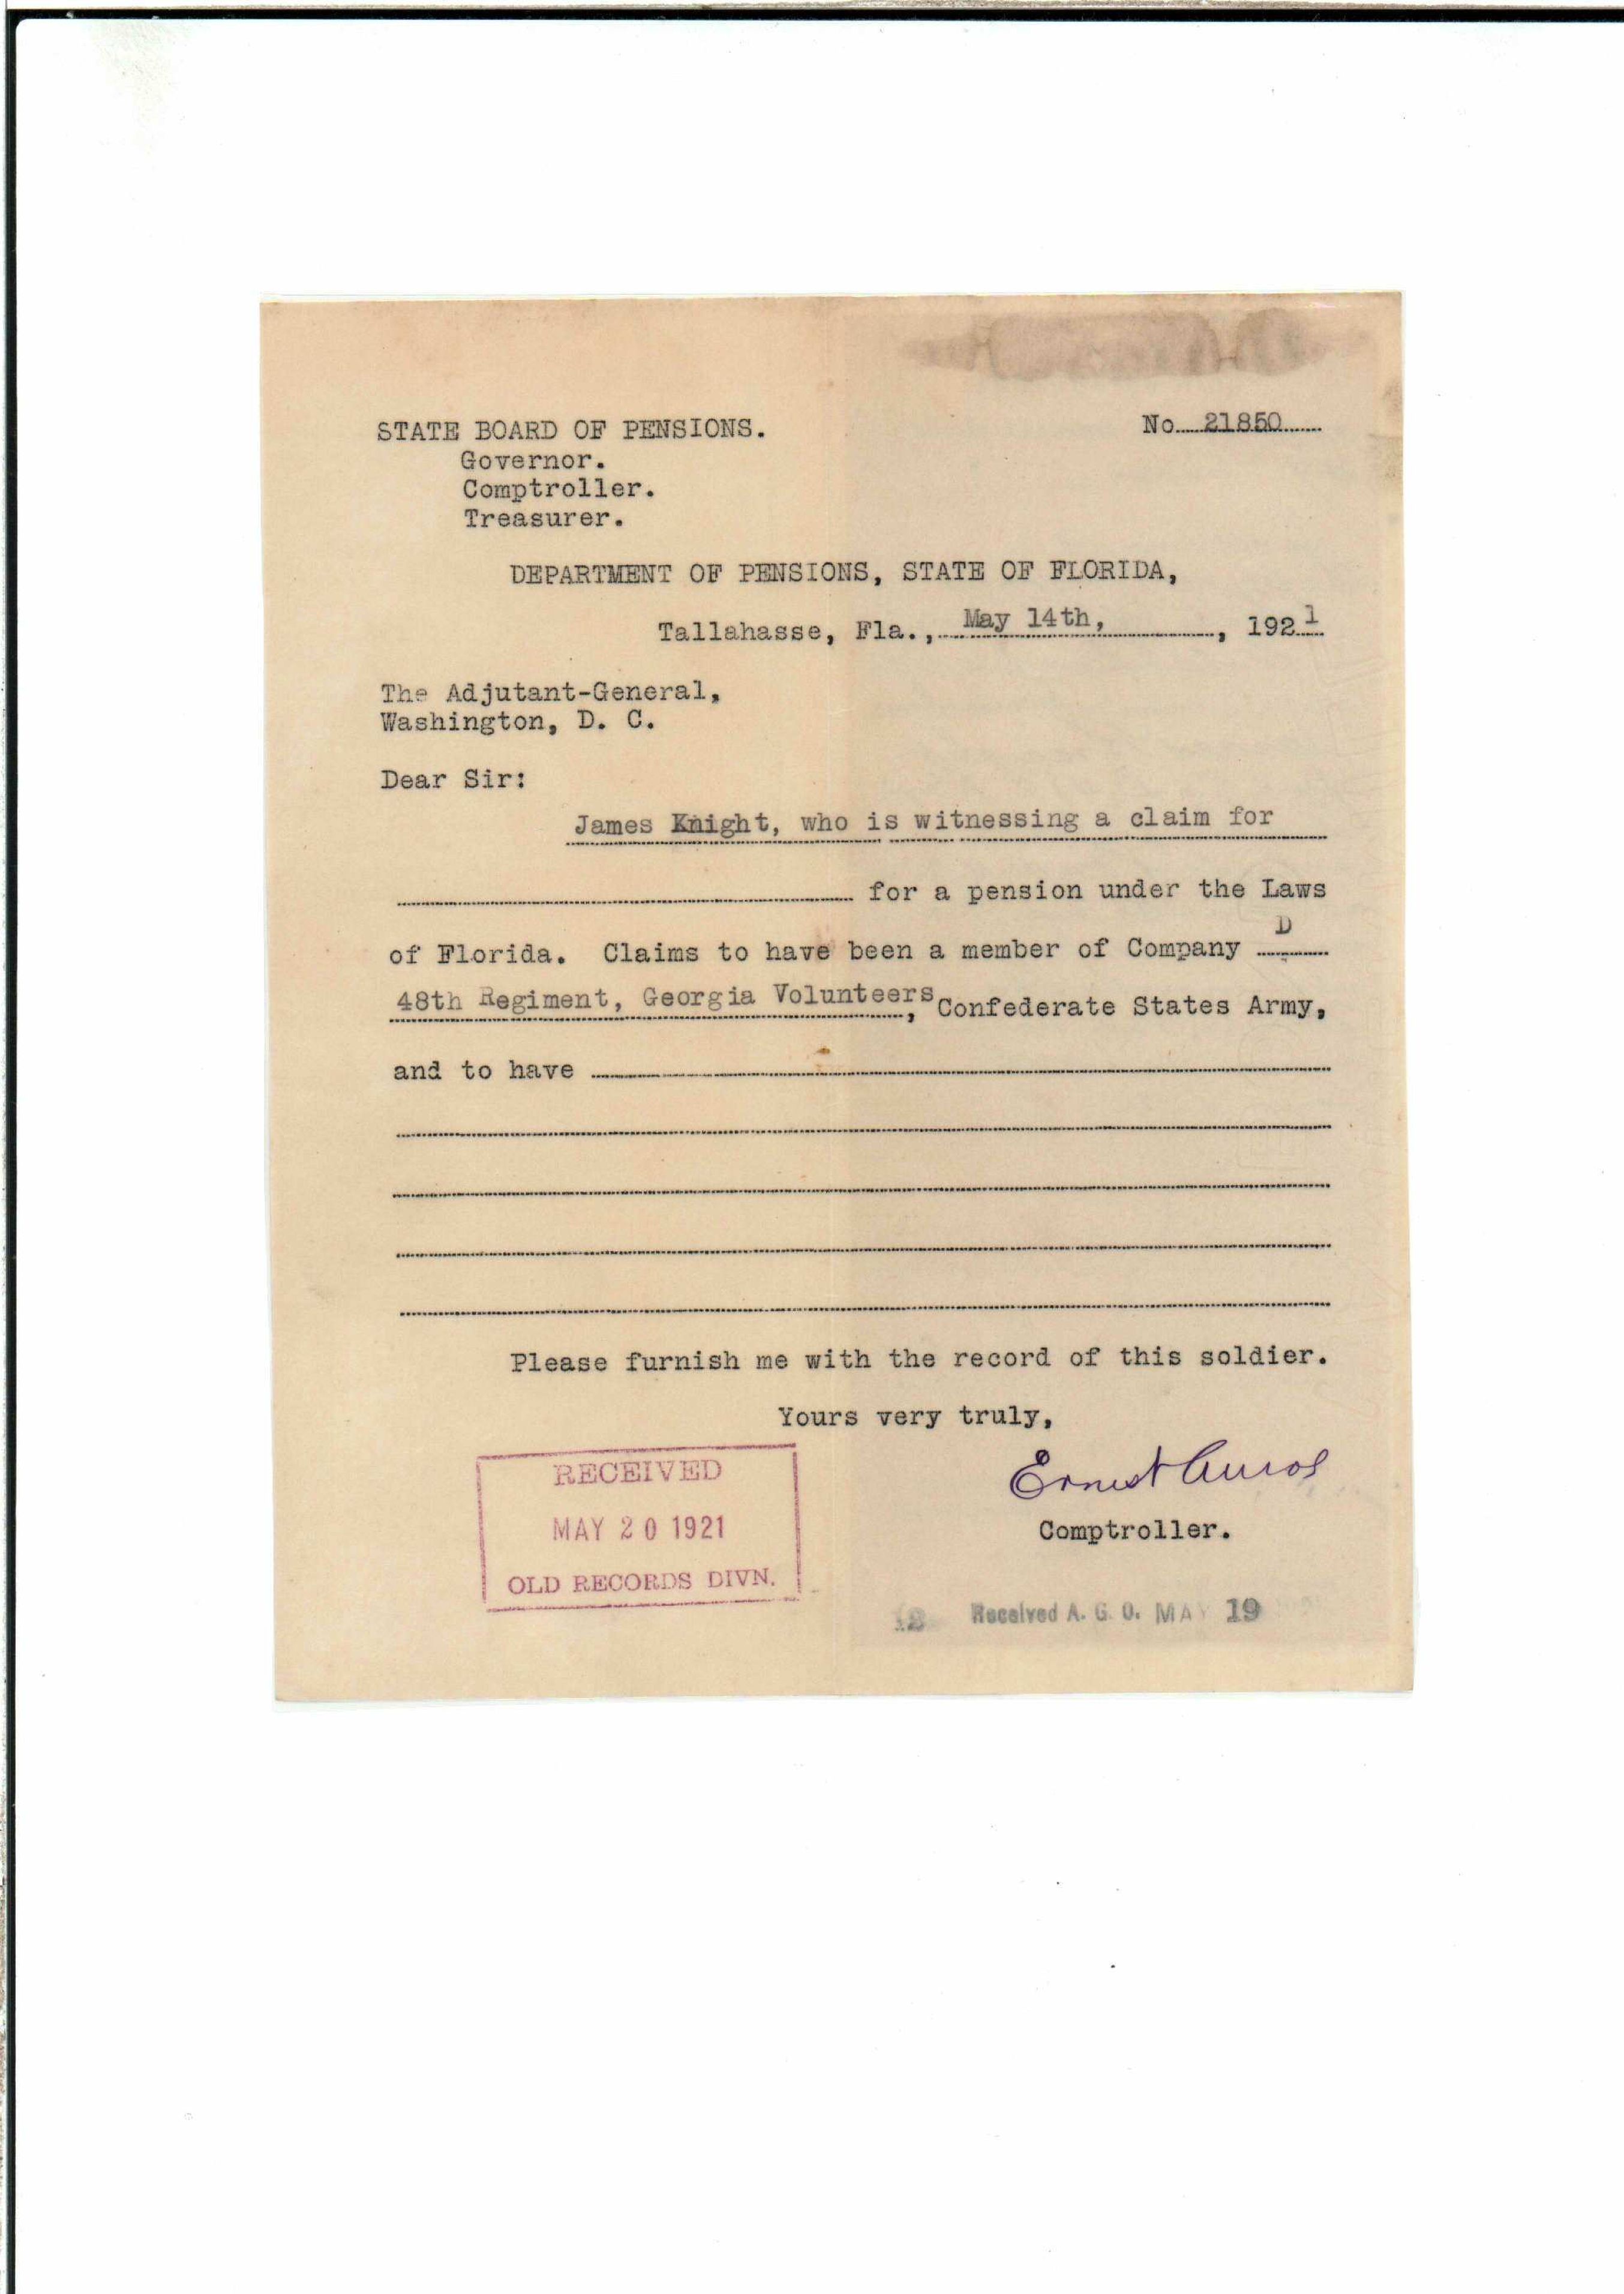 STATE BOARD OF PENSIONS.
No 21850
Governor.
Comptroller.
Treasurer.
DEPARTMENT OF PENSIONS, STATE OF FLORIDA,
Tallahasse, Fla., May 14th, , 1921
The Adjutant-General,
Washington, D. C.
Dear Sir:
James Knight, who is witnessing a claim for
for a pension under the Laws
of Florida. Claims to have been a member of Company D
48th Regiment, Georgia Volunteers, Confederate States Army,
and to have
Please furnish me with the record of this soldier.
Yours very truly,
Ernest Amos
Comptroller.
RECEIVED
MAY 20 1921
OLD RECORDS DIVN.
Received A. G. O. MAY 19